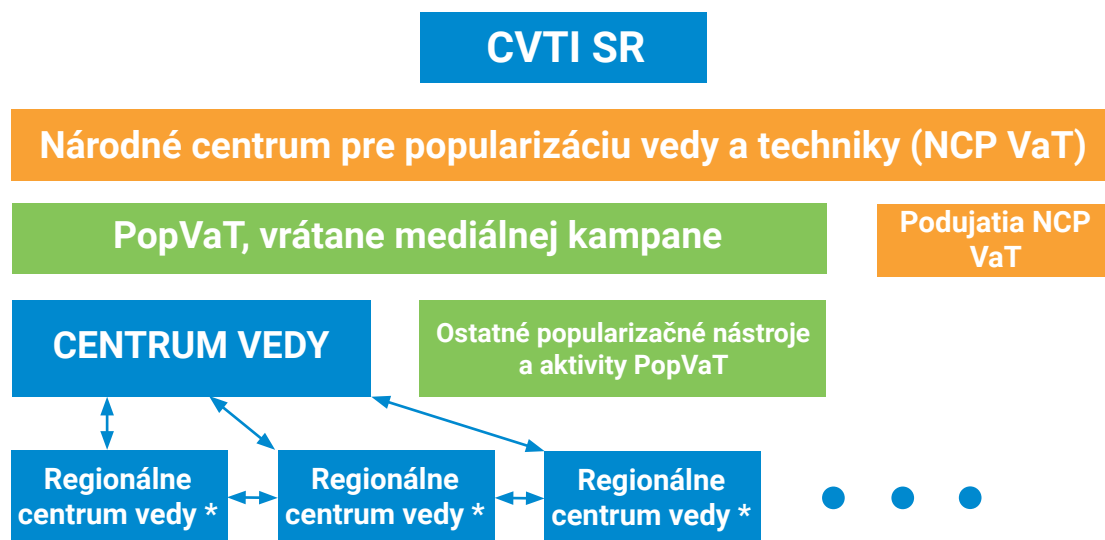 CVTI SR
Národné centrum pre popularizáciu vedy a techniky (NCP VaT)
PopVaT, vrátane mediálnej kampane
Podujatia NCP
VaT
CENTRUM VEDY
Ostatné popularizačné nástroje
a aktivity PopVaT
Regionálne
centrum vedy *
Regionálne
centrum vedy *
Regionálne
centrum vedy *